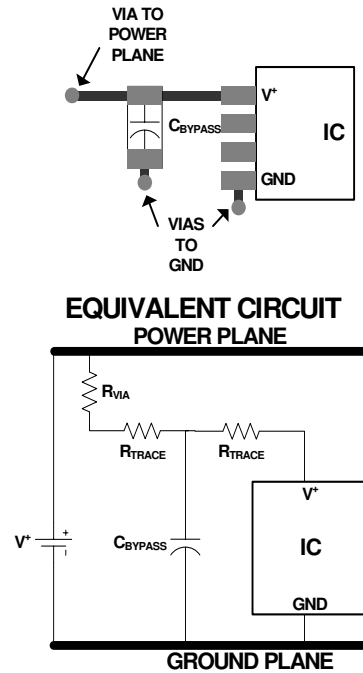 VIA TO
POWER
PLANE
V+
IC
CBYPASS
GND
VIAS
TO
GND
EQUIVALENT CIRCUIT
POWER PLANE
RVIA
RTRACE
RTRACE
V+
V+
+
-
CBYPASS
IC
GND
GROUND PLANE